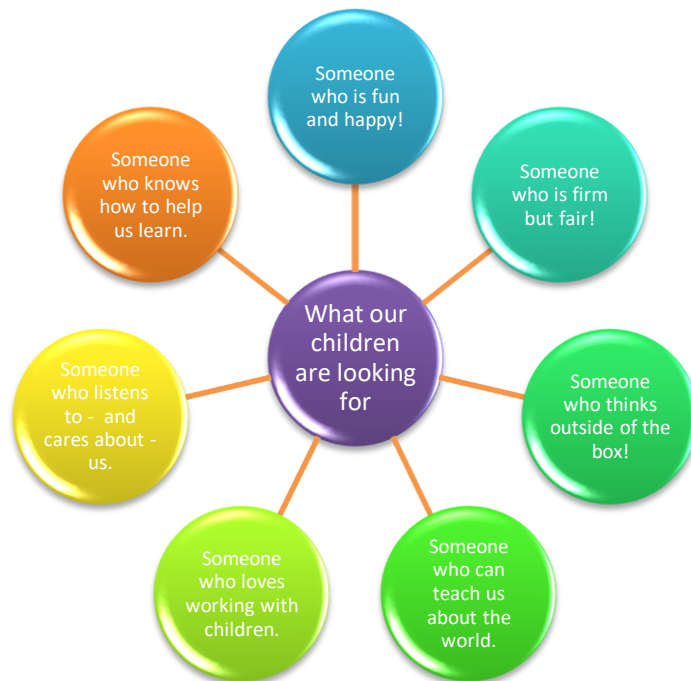 What our
children
are looking
for
Someone
who is fun
and happy!
Someone
who is firm
but fair!
Someone
who thinks
outside of the
box!
Someone
who can
teach us
about the
world.
Someone
who loves
working with
children.
Someone
who listens
to -  and
cares about -
us.
Someone
who knows
how to help
us learn.